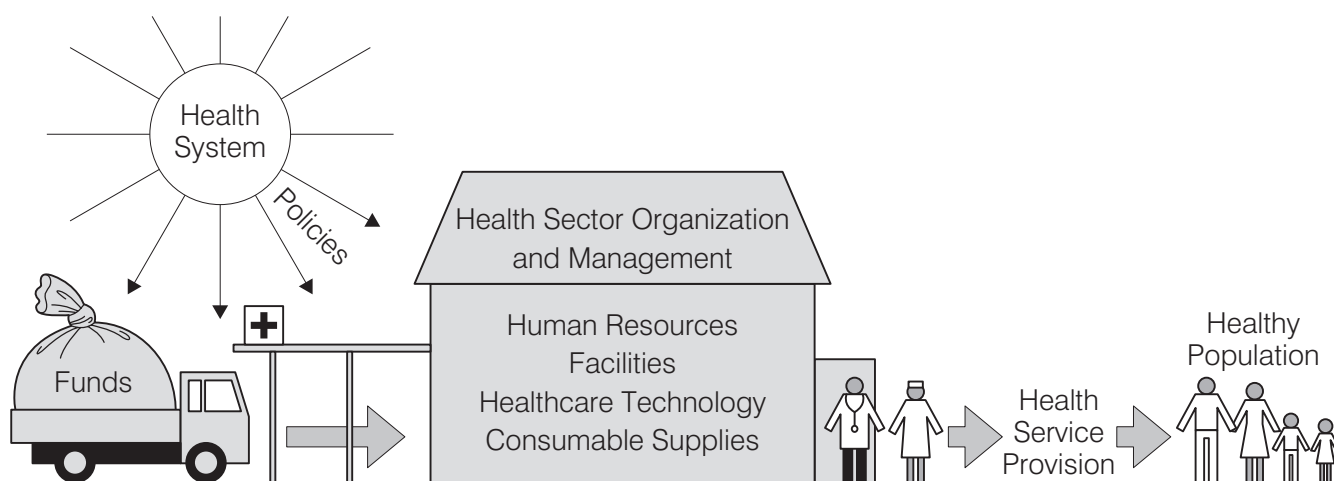 Health
System
Policies
Funds
Health Sector Organization
and Management
Human Resources
Facilities
Healthcare Technology
Consumable Supplies
Health
Service
Provision
Healthy
Population